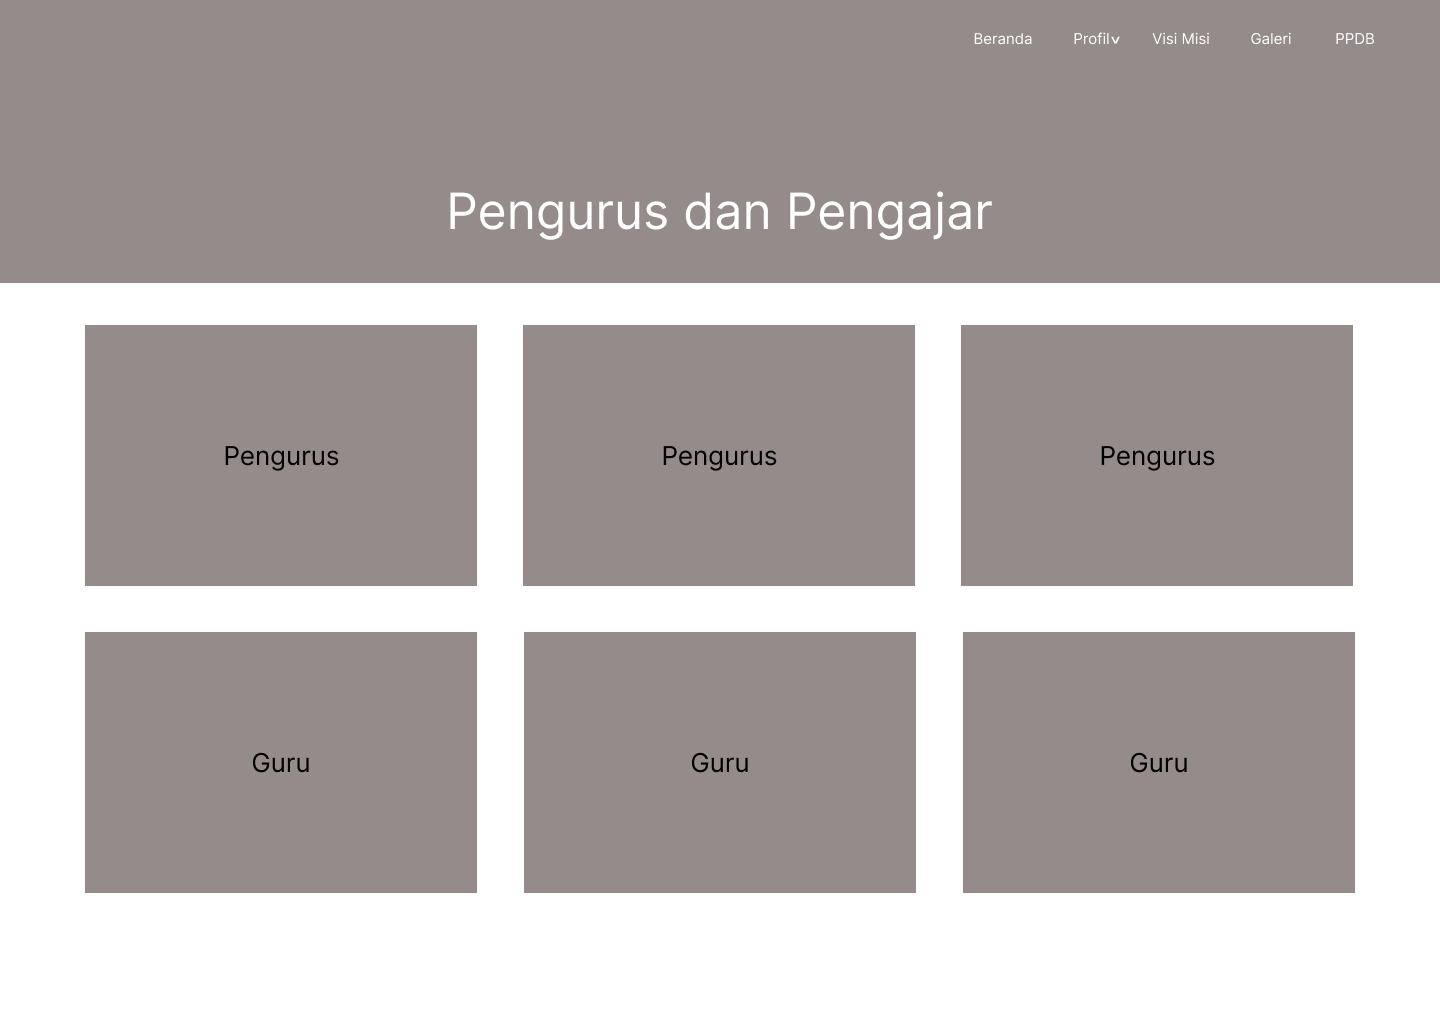 Beranda Profil Visi Misi Galeri PPDB
Pengurus dan Pengajar
Pengurus Pengurus Pengurus
Guru Guru Guru